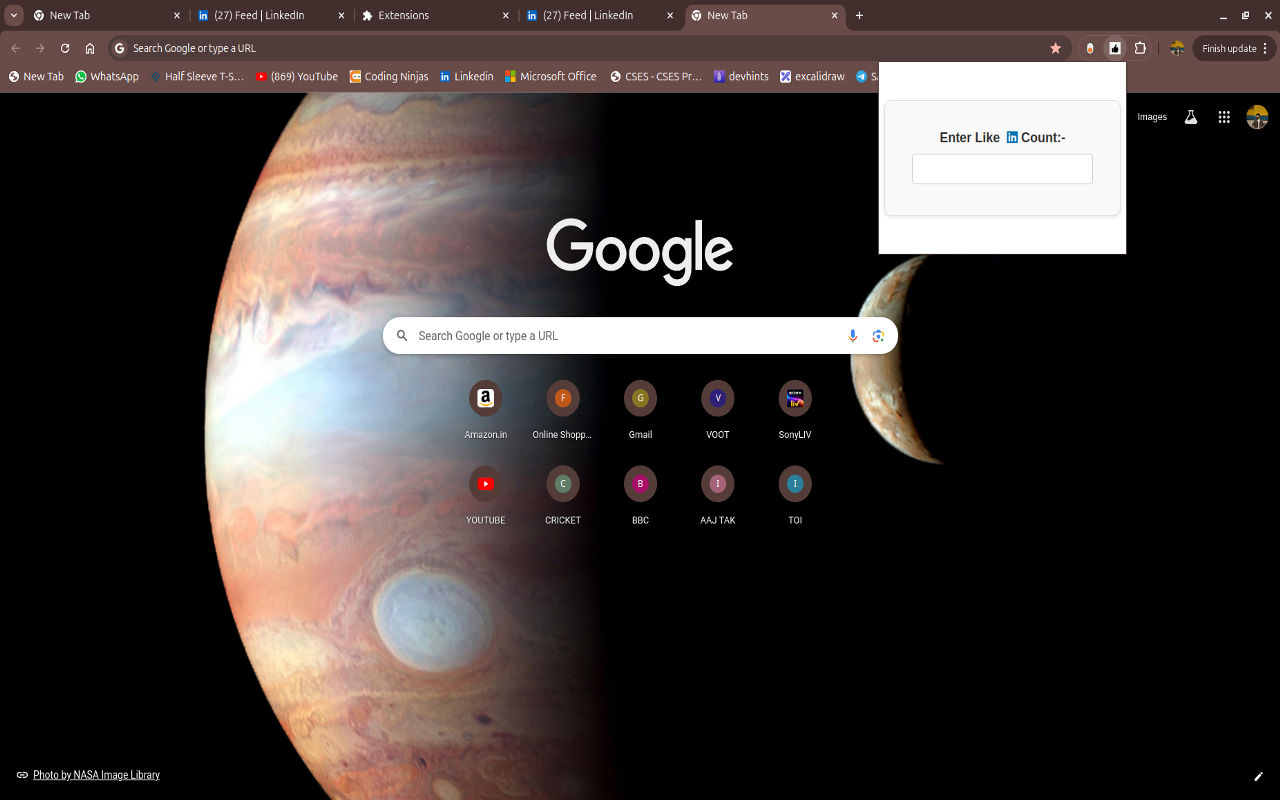 New Tab
(27) Feed | LinkedIn
Extensions
(27) Feed | LinkedIn
New Tab
Search Google or type a URL
Finish update
New Tab
WhatsApp
Half Sleeve T-S...
(869) YouTube
Coding Ninjas
Linkedin
Microsoft Office
CSES - CSES Pr...
devhints
excalidraw
Enter Like in Count:-
Images
Google
Search Google or type a URL
a
F
G
V
SONY
liv
Amazon.in
Online Shopp...
Gmail
VOOT
SonyLIV
C
B
I
I
YOUTUBE
CRICKET
BBC
AAJ TAK
TOI
Photo by NASA Image Library